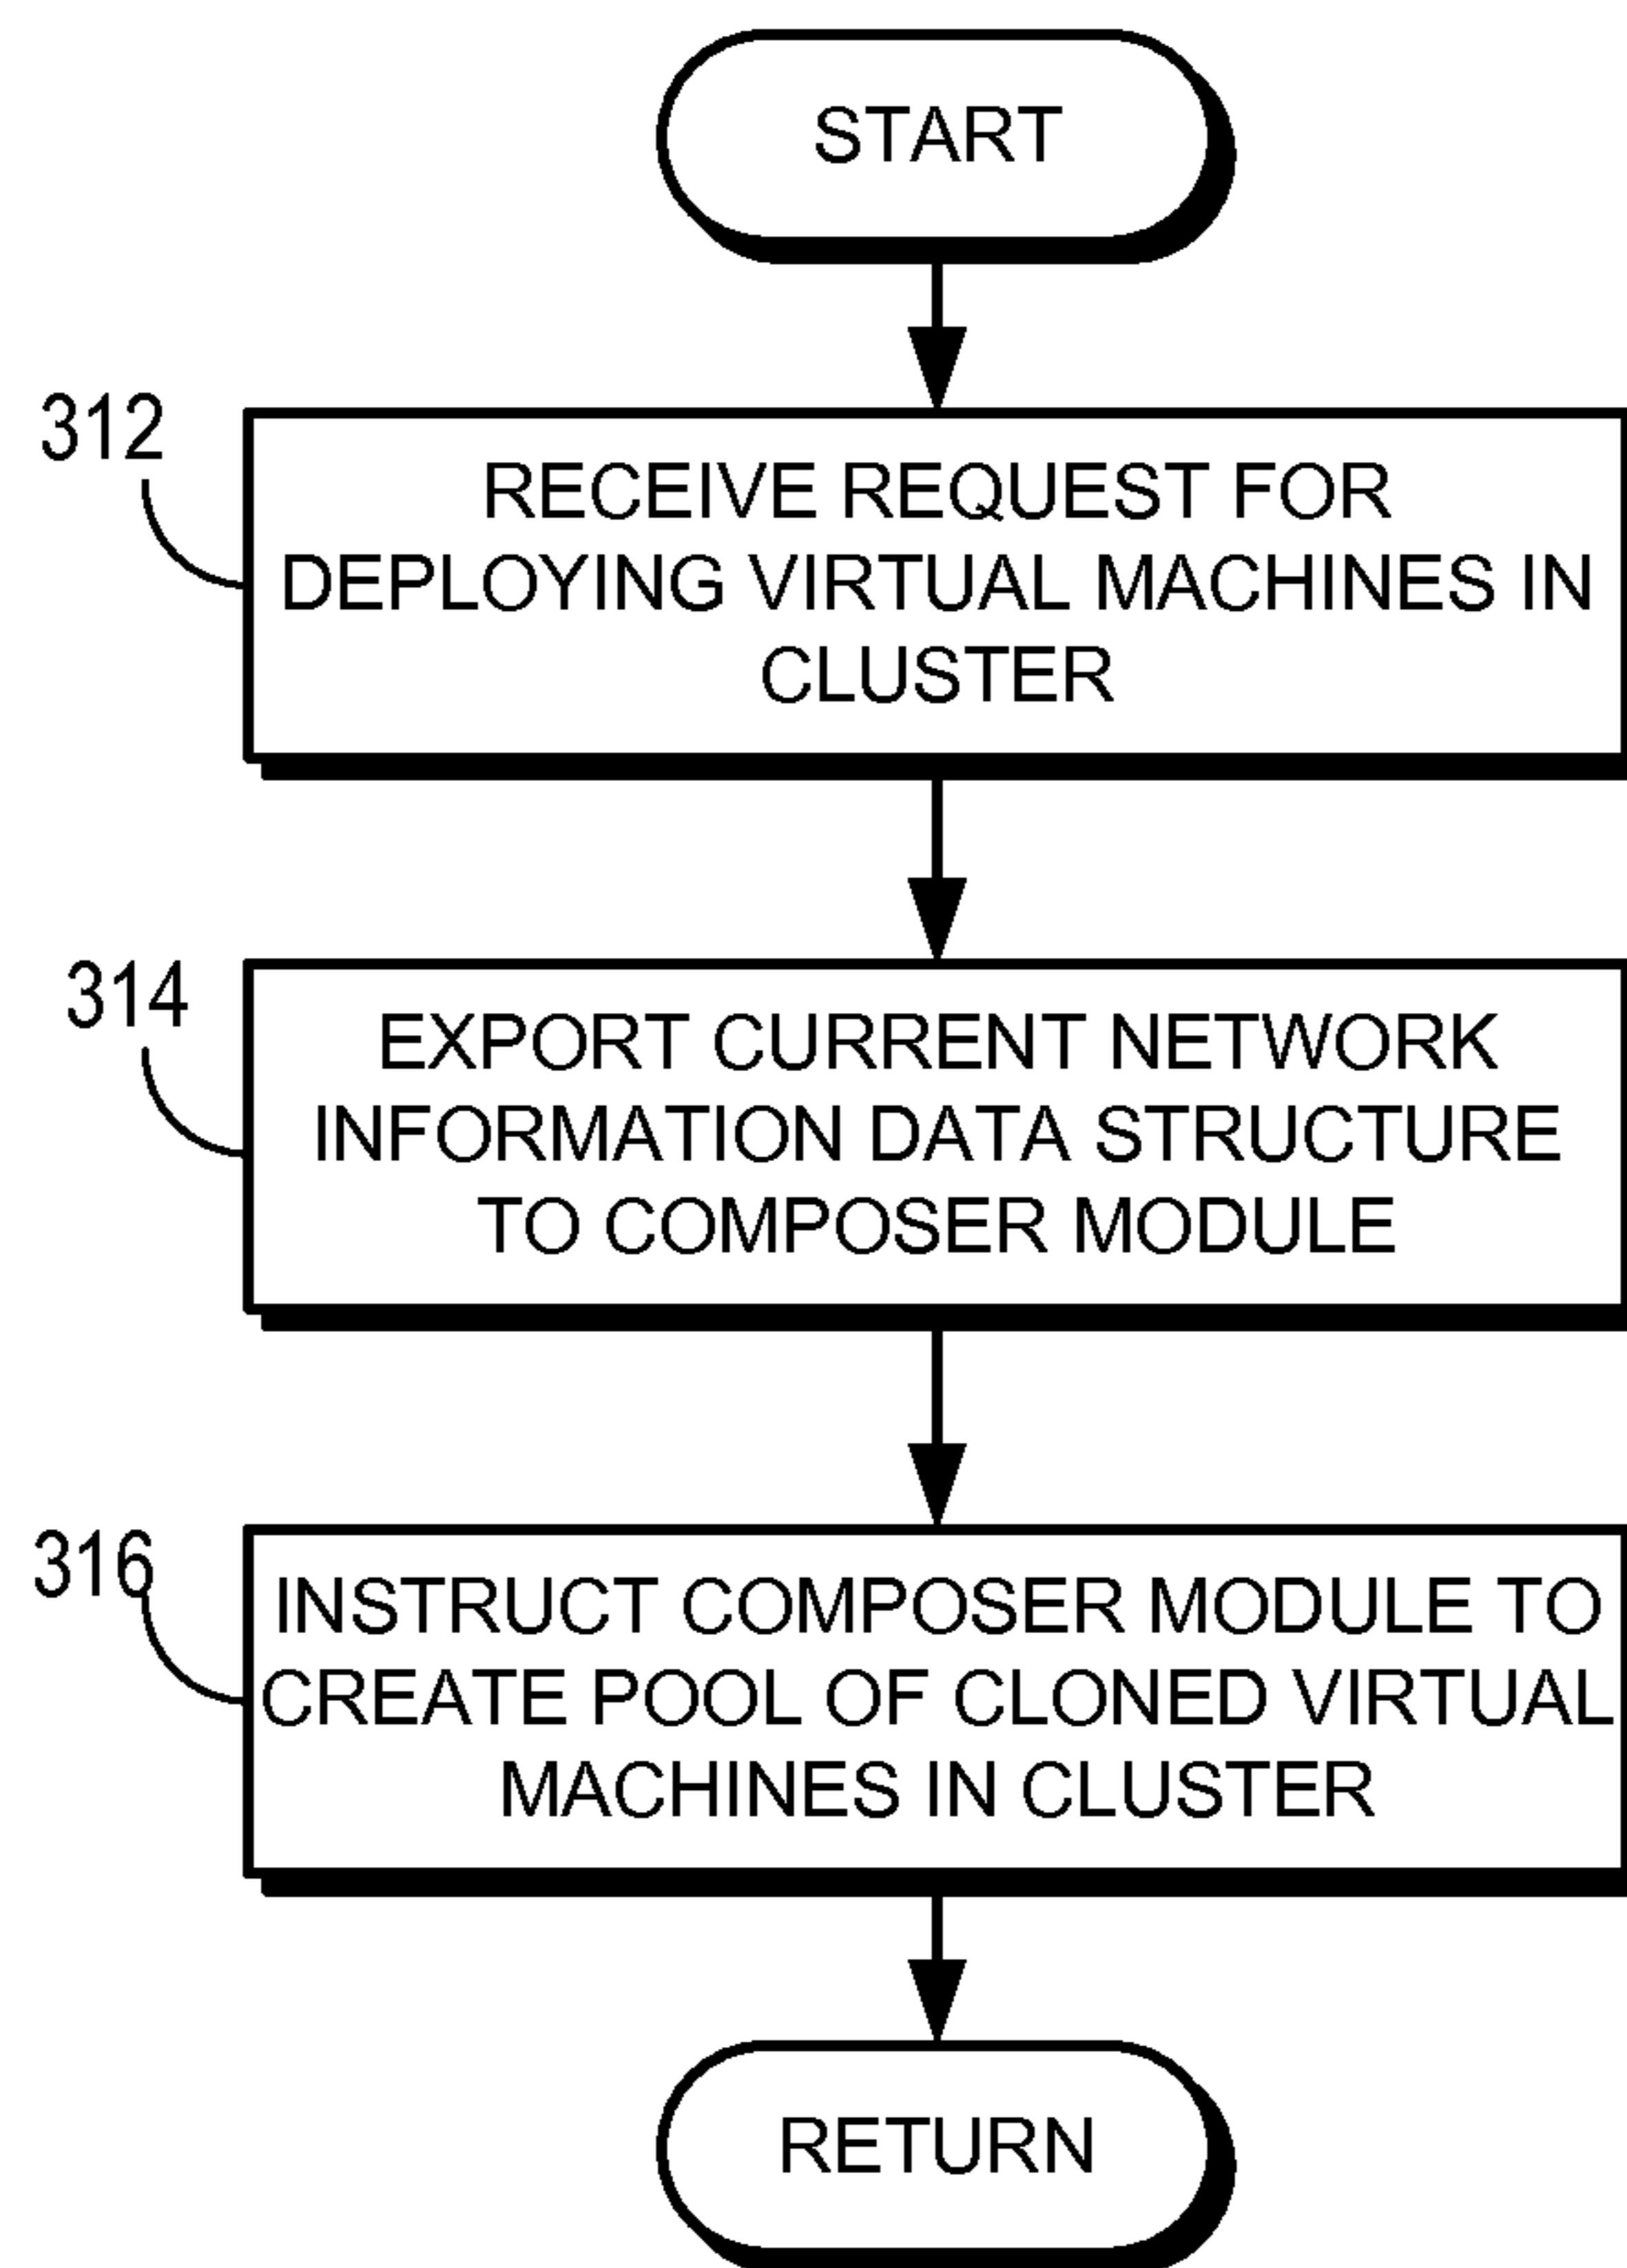 START
312
RECEIVE REQUEST FOR
DEPLOYING VIRTUAL MACHINES IN
CLUSTER
314
EXPORT CURRENT NETWORK
INFORMATION DATA STRUCTURE
TO COMPOSER MODULE
316
INSTRUCT COMPOSER MODULE TO
CREATE POOL OF CLONED VIRTUAL
MACHINES IN CLUSTER
RETURN